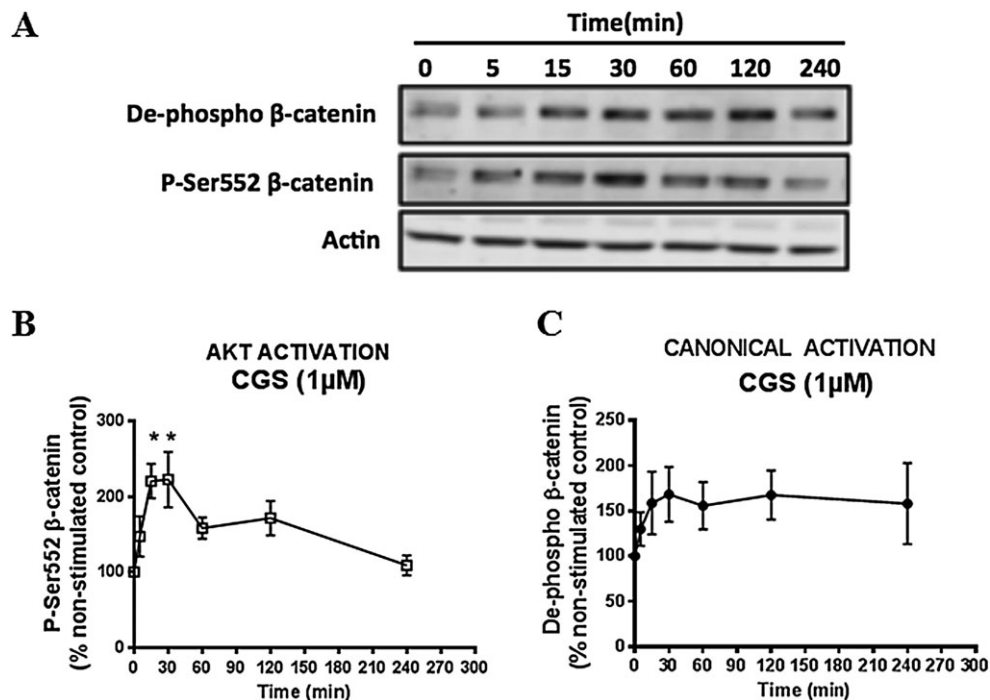 A
Time(min)
0 5 15 30 60 120 240
De-phospho β-catenin
P-Ser552 β-catenin
Actin
B
AKT ACTIVATION
CGS (1µM)
P-Ser552 β-catenin
(% non-stimulated control)
300
200
100
0
* *
0 30 60 90 120 150 180 210 240 270 300
Time (min)
C
CANONICAL ACTIVATION
CGS (1µM)
De-phospho β-catenin
(% non-stimulated control)
250
200
150
100
50
0
0 30 60 90 120 150 180 210 240 270 300
Time (min)